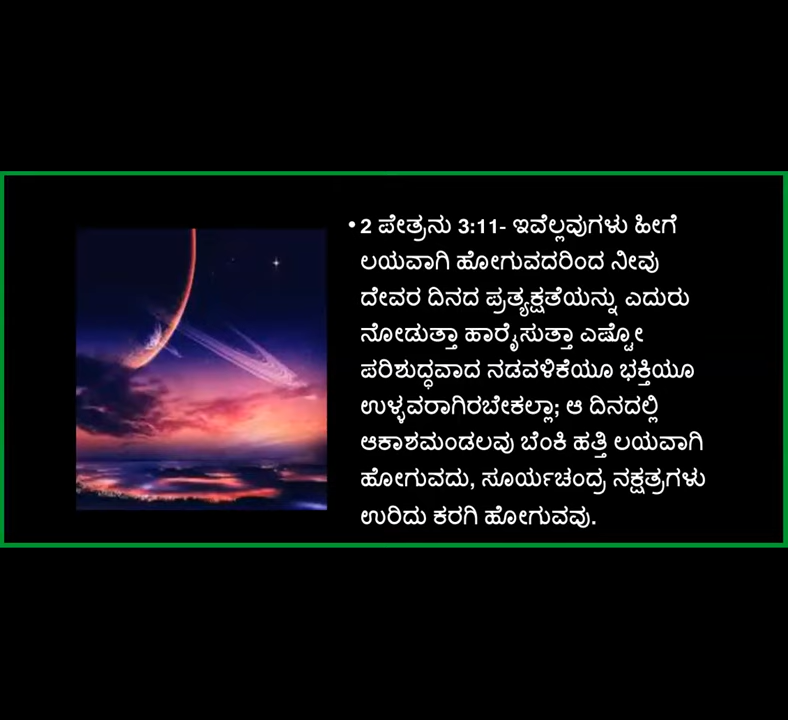 • 2 ಪೇತ್ರನು 3:11- ಇವೆಲ್ಲವುಗಳು ಹೀಗೆ
ಲಯವಾಗಿ ಹೋಗುವದರಿಂದ ನೀವು
ದೇವರ ದಿನದ ಪ್ರತ್ಯಕ್ಷತೆಯನ್ನು ಎದುರು
ನೋಡುತ್ತಾ ಹಾರೈಸುತ್ತಾ ಎಷ್ಟೋ
ಪರಿಶುದ್ಧವಾದ ನಡವಳಿಕೆಯೂ ಭಕ್ತಿಯೂ
ಉಳ್ಳವರಾಗಿರಬೇಕಲ್ಲಾ; ಆ ದಿನದಲ್ಲಿ
ಆಕಾಶಮಂಡಲವು ಬೆಂಕಿ ಹತ್ತಿ ಲಯವಾಗಿ
ಹೋಗುವದು, ಸೂರ್ಯಚಂದ್ರ ನಕ್ಷತ್ರಗಳು
ಉರಿದು ಕರಗಿ ಹೋಗುವವು.